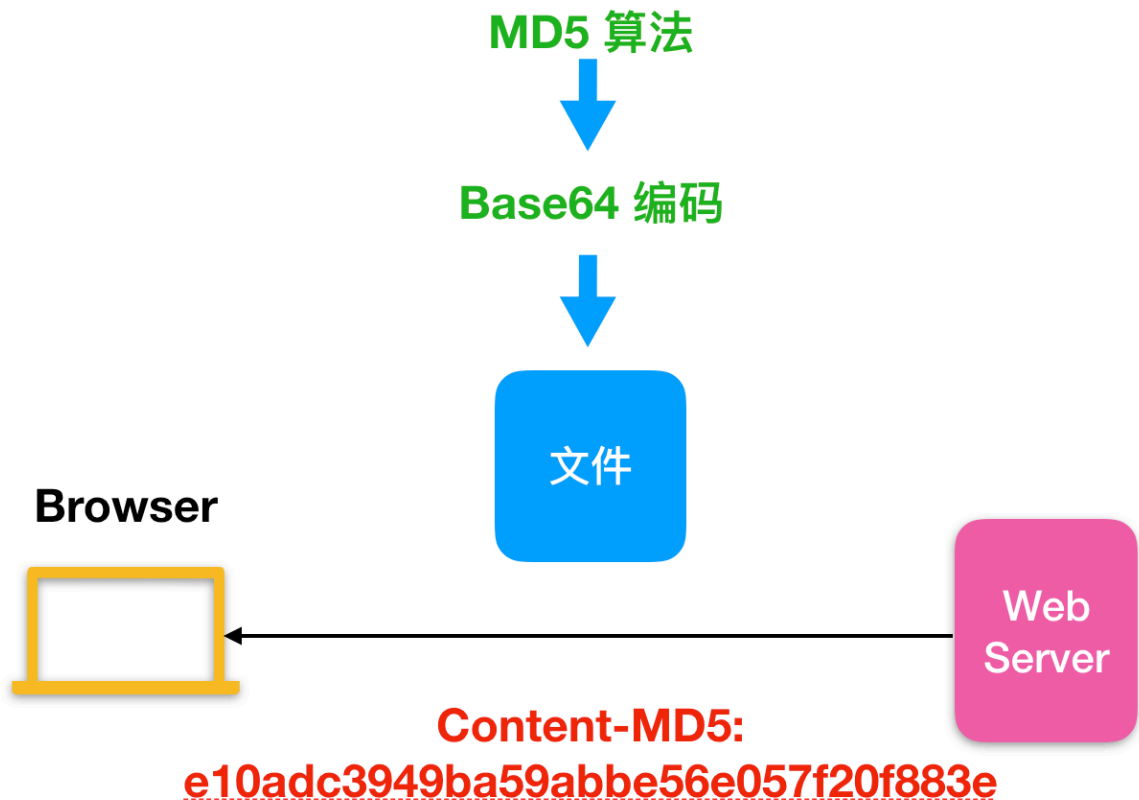 MD5 算法
Base64 编码
文件
Browser
Web
Server
Content-MD5:
e10adc3949ba59abbe56e057f20f883e